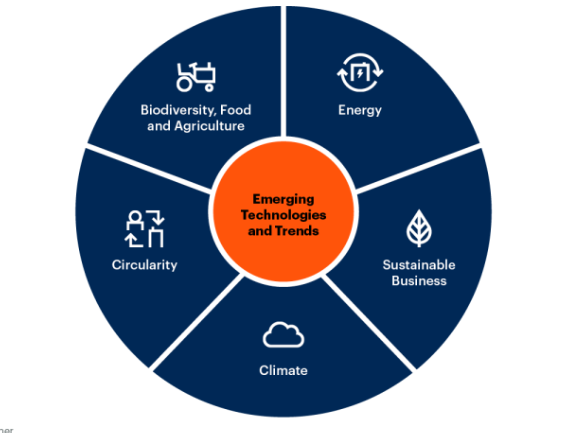 Biodiversity, Food
and Agriculture
Energy
Emerging
Technologies
and Trends
Circularity
Sustainable
Business
Climate